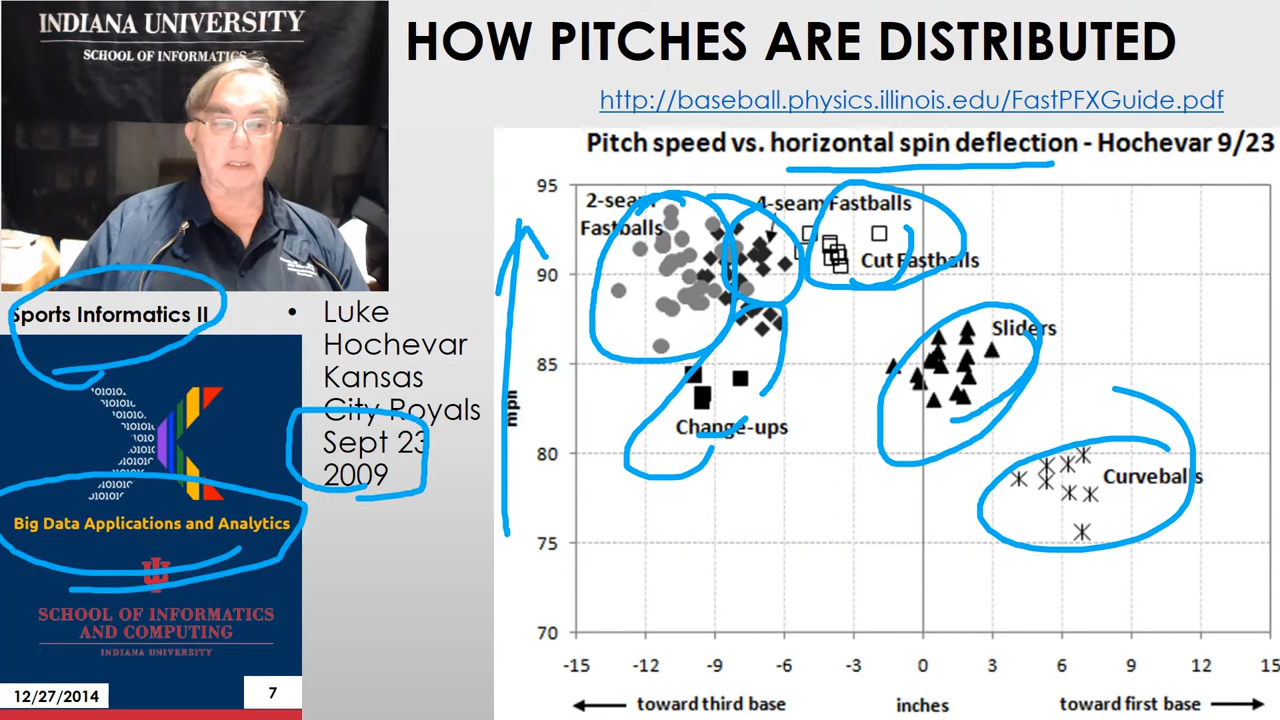 INDIANA UNIVERSITY
SCHOOL OF INFORMATICS
HOW PITCHES ARE DISTRIBUTED
http://baseball.physics.illinois.edu/FastPFXGuide.pdf
Sports Informatics II
Big Data Applications and Analytics
SCHOOL OF INFORMATICS
AND COMPUTING
INDIANA UNIVERSITY
12/27/2014
7
• Luke
Hochevar
Kansas
City Royals
Sept 23
2009
Pitch speed vs. horizontal spin deflection - Hochevar 9/23
95
90
85
80
75
70
mph
2-seam
Fastballs
4-seam Fastballs
Cut Fastballs
Sliders
Change-ups
Curveballs
-15 -12 -9 -6 -3 0 3 6 9 12 15
toward third base inches toward first base